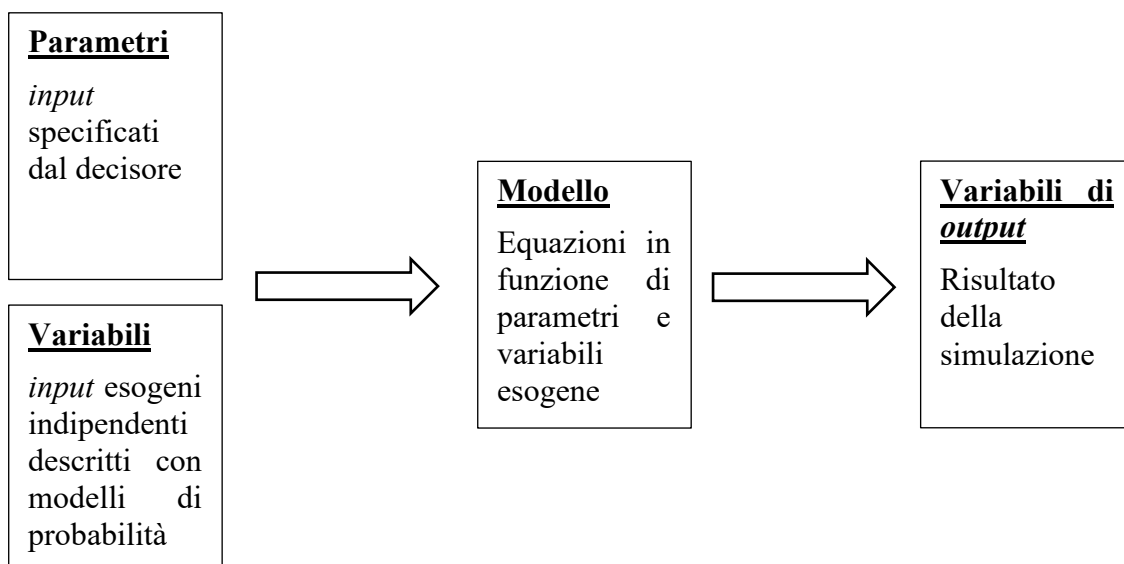 Parametri
input
specificati
dal decisore
Variabili
input esogeni
indipendenti
descritti con
modelli di
probabilità
Modello
Equazioni in
funzione di
parametri e
variabili
esogene
Variabili di
output
Risultato
della
simulazione